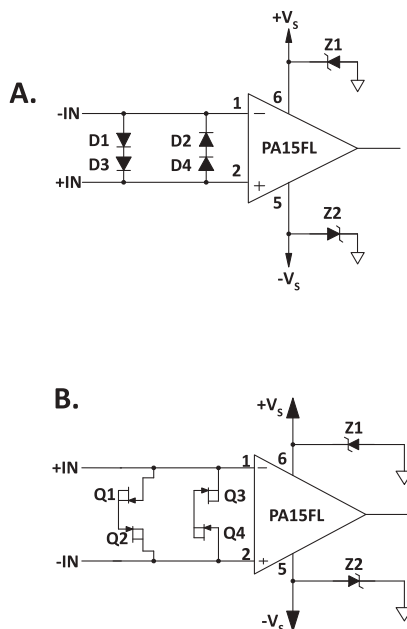 +VS
Z1
A.
6
-IN
1
−
D1
D2
PA15FL
D3
D4
+IN
2
+
5
Z2
-VS
B.
+VS
Z1
6
+IN
1
−
Q1
Q3
PA15FL
Q2
Q4
-IN
2
+
5
Z2
-VS